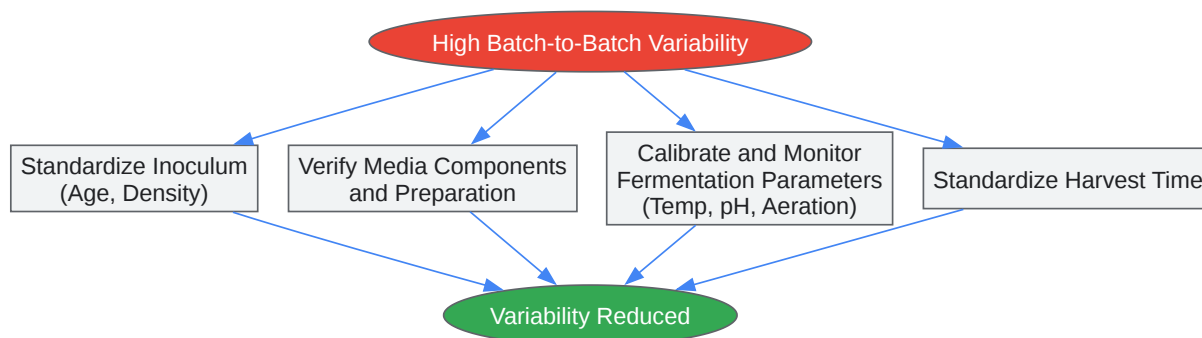 High Batch-to-Batch Variability
Standardize Inoculum
(Age, Density)
Verify Media Components
and Preparation
Calibrate and Monitor
Fermentation Parameters
(Temp, pH, Aeration)
Standardize Harvest Time
Variability Reduced